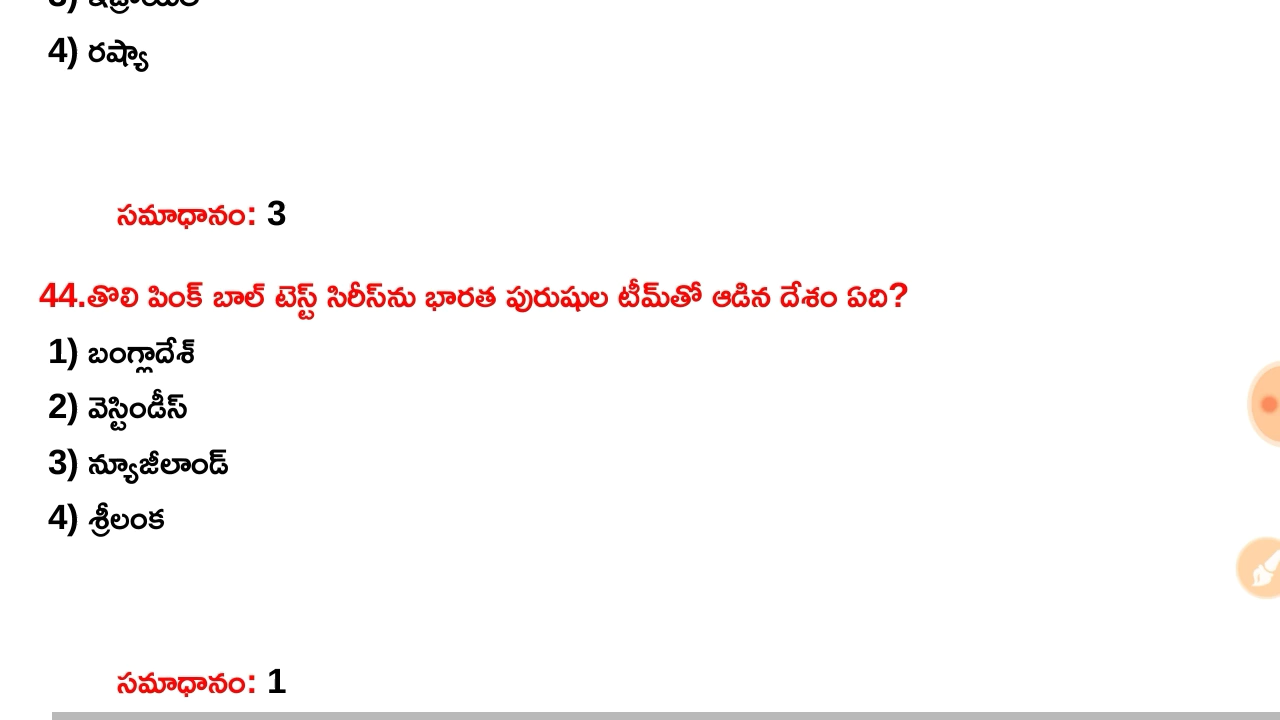 4) రష్యా
సమాధానం: 3
44.తొలి పింక్ బాల్ టెస్ట్ సిరీస్‌ను భారత పురుషుల టీమ్‌తో ఆడిన దేశం ఏది?
1) బంగ్లాదేశ్
2) వెస్టిండీస్
3) న్యూజీలాండ్
4) శ్రీలంక
సమాధానం: 1